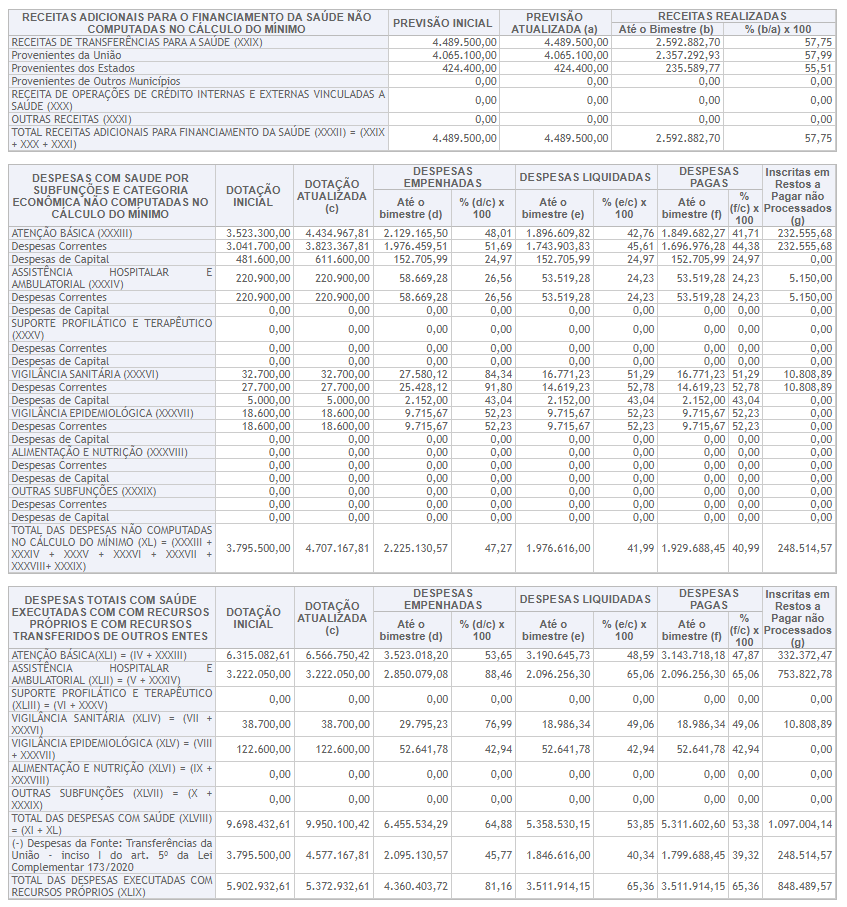 RECEITAS ADICIONAIS PARA O FINANCIAMENTO DA SAÚDE NÃO COMPUTADAS NO CÁLCULO DO MÍNIMO PREVISÃO INICIAL PREVISÃO ATUALIZADA (a) RECEITAS REALIZADAS
Até o Bimestre (b) % (b/a) x 100
RECEITAS DE TRANSFERÊNCIAS PARA A SAÚDE (XXIX) 4.489.500,00 4.489.500,00 2.592.882,70 57,75
Provenientes da União 4.065.100,00 4.065.100,00 2.357.292,93 57,99
Provenientes dos Estados 424.400,00 424.400,00 235.589,77 55,51
Provenientes de Outros Municípios 0,00 0,00 0,00 0,00
RECEITA DE OPERAÇÕES DE CRÉDITO INTERNAS E EXTERNAS VINCULADAS A SAÚDE (XXX) 0,00 0,00 0,00 0,00
OUTRAS RECEITAS (XXXI) 0,00 0,00 0,00 0,00
TOTAL RECEITAS ADICIONAIS PARA FINANCIAMENTO DA SAÚDE (XXXII) = (XXIX + XXX + XXXI) 4.489.500,00 4.489.500,00 2.592.882,70 57,75
DESPESAS COM SAUDE POR SUBFUNÇÕES E CATEGORIA ECONÔMICA NÃO COMPUTADAS NO CÁLCULO DO MÍNIMO DOTAÇÃO INICIAL DOTAÇÃO ATUALIZADA (c) DESPESAS EMPENHADAS DESPESAS LIQUIDADAS DESPESAS PAGAS Inscritas em Restos a Pagar não Processados (g)
Até o bimestre (d) % (d/c) x 100 Até o bimestre (e) % (e/c) x 100 Até o bimestre (f) % (f/c) x 100
ATENÇÃO BÁSICA (XXXIII) 3.523.300,00 4.434.967,81 2.129.165,50 48,01 1.896.609,82 42,76 1.849.682,27 41,71 232.555,68
Despesas Correntes 3.041.700,00 3.823.367,81 1.976.459,51 51,69 1.743.903,83 45,61 1.696.976,28 44,38 232.555,68
Despesas de Capital 481.600,00 611.600,00 152.705,99 24,97 152.705,99 24,97 152.705,99 24,97 0,00
ASSISTÊNCIA HOSPITALAR E AMBULATORIAL (XXXIV) 220.900,00 220.900,00 58.669,28 26,56 53.519,28 24,23 53.519,28 24,23 5.150,00
Despesas Correntes 220.900,00 220.900,00 58.669,28 26,56 53.519,28 24,23 53.519,28 24,23 5.150,00
Despesas de Capital 0,00 0,00 0,00 0,00 0,00 0,00 0,00 0,00 0,00
SUPORTE PROFILÁTICO E TERAPÊUTICO (XXXV) 0,00 0,00 0,00 0,00 0,00 0,00 0,00 0,00 0,00
Despesas Correntes 0,00 0,00 0,00 0,00 0,00 0,00 0,00 0,00 0,00
Despesas de Capital 0,00 0,00 0,00 0,00 0,00 0,00 0,00 0,00 0,00
VIGILÂNCIA SANITÁRIA (XXXVI) 32.700,00 32.700,00 27.580,12 84,34 16.771,23 51,29 16.771,23 51,29 10.808,89
Despesas Correntes 27.700,00 27.700,00 25.428,12 91,80 14.619,23 52,78 14.619,23 52,78 10.808,89
Despesas de Capital 5.000,00 5.000,00 2.152,00 43,04 2.152,00 43,04 2.152,00 43,04 0,00
VIGILÂNCIA EPIDEMIOLÓGICA (XXXVII) 18.600,00 18.600,00 9.715,67 52,23 9.715,67 52,23 9.715,67 52,23 0,00
Despesas Correntes 18.600,00 18.600,00 9.715,67 52,23 9.715,67 52,23 9.715,67 52,23 0,00
Despesas de Capital 0,00 0,00 0,00 0,00 0,00 0,00 0,00 0,00 0,00
ALIMENTAÇÃO E NUTRIÇÃO (XXXVIII) 0,00 0,00 0,00 0,00 0,00 0,00 0,00 0,00 0,00
Despesas Correntes 0,00 0,00 0,00 0,00 0,00 0,00 0,00 0,00 0,00
Despesas de Capital 0,00 0,00 0,00 0,00 0,00 0,00 0,00 0,00 0,00
OUTRAS SUBFUNÇÕES (XXXIX) 0,00 0,00 0,00 0,00 0,00 0,00 0,00 0,00 0,00
Despesas Correntes 0,00 0,00 0,00 0,00 0,00 0,00 0,00 0,00 0,00
Despesas de Capital 0,00 0,00 0,00 0,00 0,00 0,00 0,00 0,00 0,00
TOTAL DAS DESPESAS NÃO COMPUTADAS NO CÁLCULO DO MÍNIMO (XL) = (XXXIII + XXXIV + XXXV + XXXVI + XXXVII + XXXVIII+ XXXIX) 3.795.500,00 4.707.167,81 2.225.130,57 47,27 1.976.616,00 41,99 1.929.688,45 40,99 248.514,57
DESPESAS TOTAIS COM SAÚDE EXECUTADAS COM COM RECURSOS PRÓPRIOS E COM RECURSOS TRANSFERIDOS DE OUTROS ENTES DOTAÇÃO INICIAL DOTAÇÃO ATUALIZADA (c) DESPESAS EMPENHADAS DESPESAS LIQUIDADAS DESPESAS PAGAS Inscritas em Restos a Pagar não Processados (g)
Até o bimestre (d) % (d/c) x 100 Até o bimestre (e) % (e/c) x 100 Até o bimestre (f) % (f/c) x 100
ATENÇÃO BÁSICA(XLI) = (IV + XXXIII) 6.315.082,61 6.566.750,42 3.523.018,20 53,65 3.190.645,73 48,59 3.143.718,18 47,87 332.372,47
ASSISTÊNCIA HOSPITALAR E AMBULATORIAL (XLII) = (V + XXXIV) 3.222.050,00 3.222.050,00 2.850.079,08 88,46 2.096.256,30 65,06 2.096.256,30 65,06 753.822,78
SUPORTE PROFILÁTICO E TERAPÊUTICO (XLIII) = (VI + XXXV) 0,00 0,00 0,00 0,00 0,00 0,00 0,00 0,00 0,00
VIGILÂNCIA SANITÁRIA (XLIV) = (VII + XXXVI) 38.700,00 38.700,00 29.795,23 76,99 18.986,34 49,06 18.986,34 49,06 10.808,89
VIGILÂNCIA EPIDEMIOLÓGICA (XLV) = (VIII + XXXVII) 122.600,00 122.600,00 52.641,78 42,94 52.641,78 42,94 52.641,78 42,94 0,00
ALIMENTAÇÃO E NUTRIÇÃO (XLVI) = (IX + XXXVIII) 0,00 0,00 0,00 0,00 0,00 0,00 0,00 0,00 0,00
OUTRAS SUBFUNÇÕES (XLVII) = (X + XXXIX) 0,00 0,00 0,00 0,00 0,00 0,00 0,00 0,00 0,00
TOTAL DAS DESPESAS COM SAÚDE (XLVIII) = (XI + XL) 9.698.432,61 9.950.100,42 6.455.534,29 64,88 5.358.530,15 53,85 5.311.602,60 53,38 1.097.004,14
(-) Despesas da Fonte: Transferências da União - inciso I do art. 5º da Lei Complementar 173/2020 3.795.500,00 4.577.167,81 2.095.130,57 45,77 1.846.616,00 40,34 1.799.688,45 39,32 248.514,57
TOTAL DAS DESPESAS EXECUTADAS COM RECURSOS PRÓPRIOS (XLIX) 5.902.932,61 5.372.932,61 4.360.403,72 81,16 3.511.914,15 65,36 3.511.914,15 65,36 848.489,57